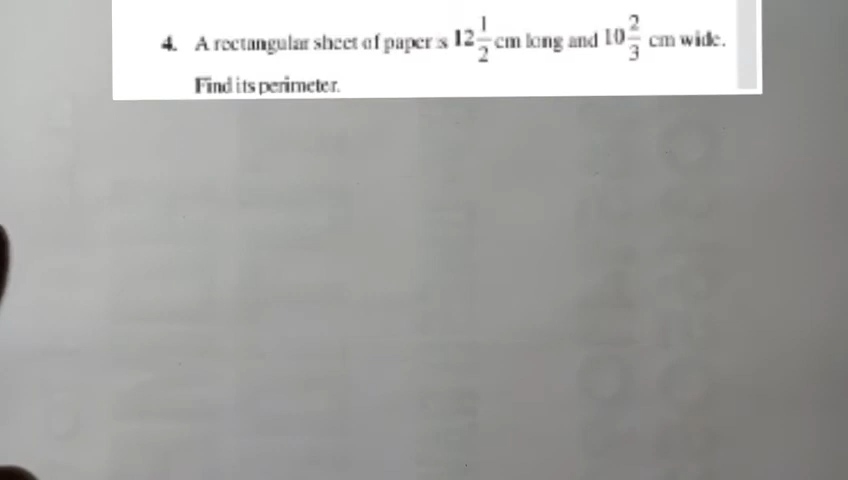 4. A rectangular sheet of paper is 12 1/2 cm long and 10 2/3 cm wide.
Find its perimeter.